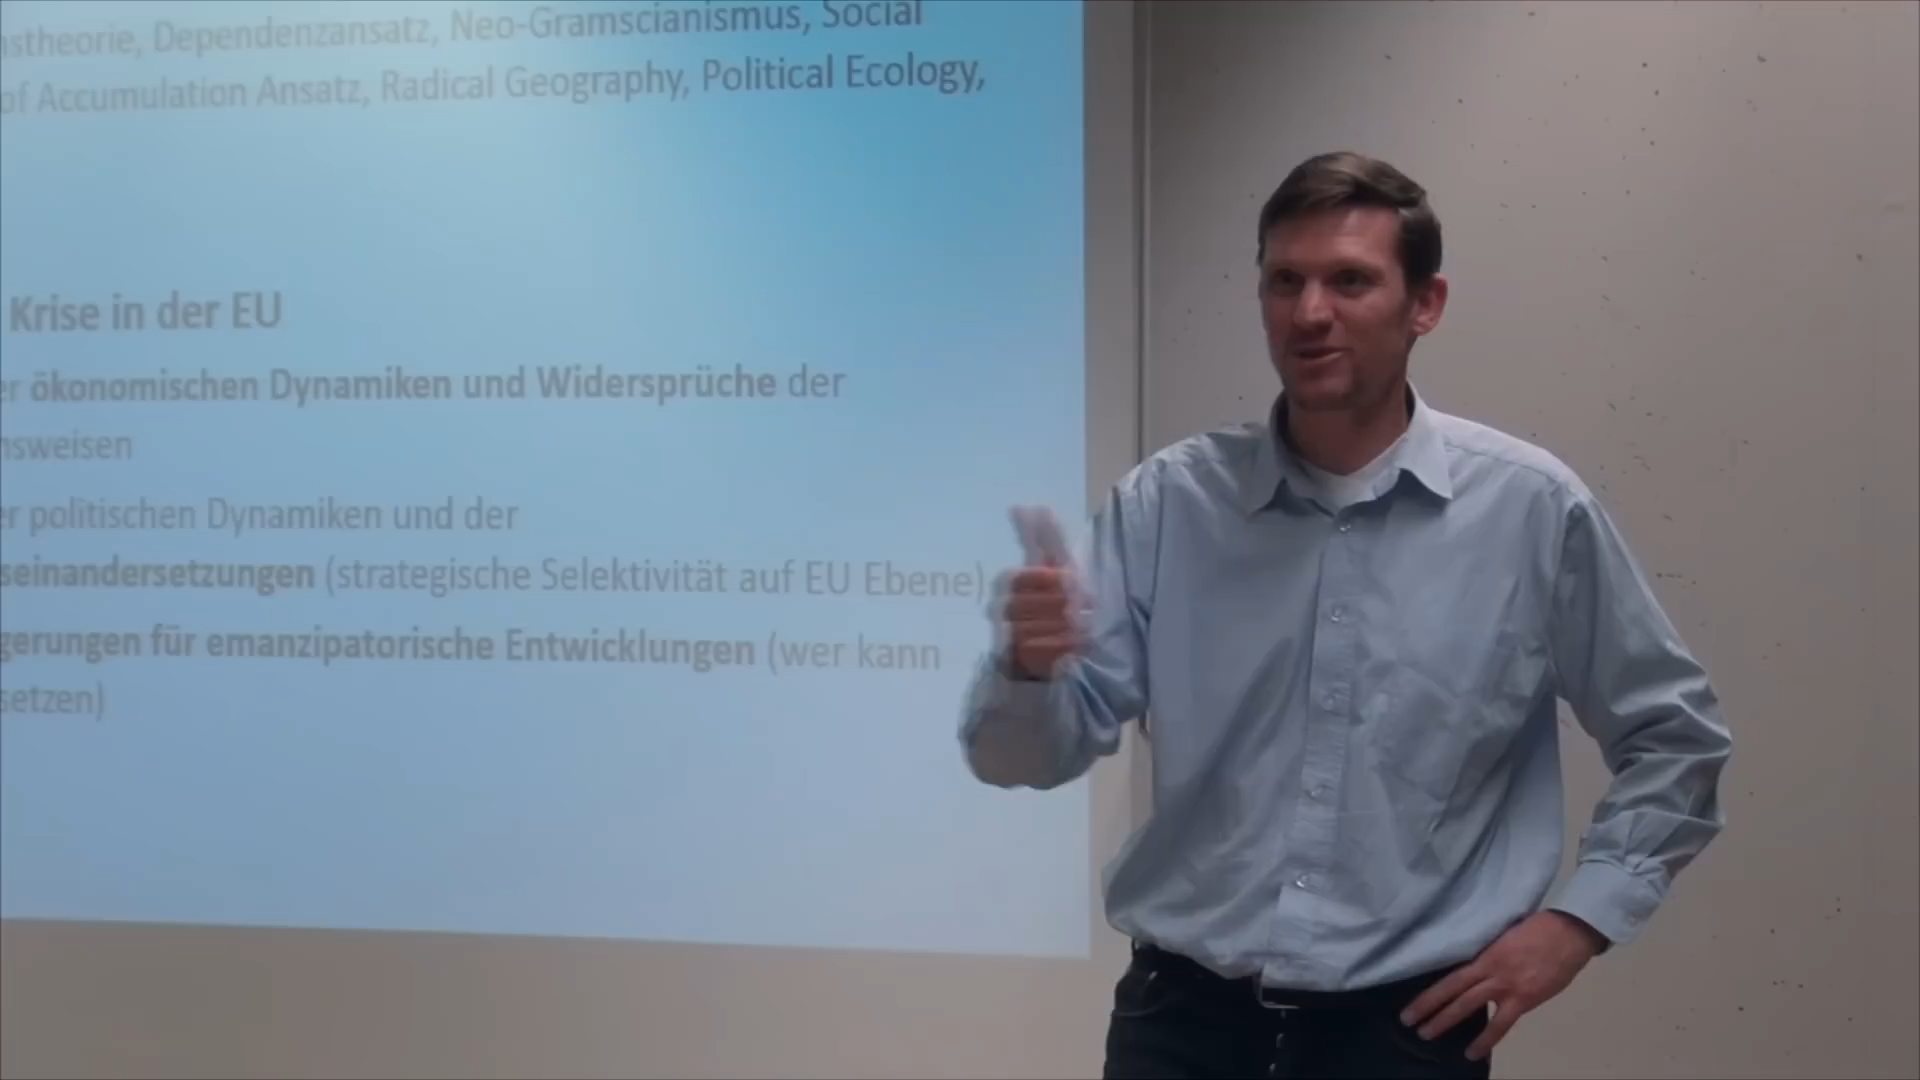 nstheorie, Dependenzansatz, Neo-Gramscianismus, Social
of Accumulation Ansatz, Radical Geography, Political Ecology,
Krise in der EU
er ökonomischen Dynamiken und Widersprüche der
nsweisen
er politischen Dynamiken und der
seinandersetzungen (strategische Selektivität auf EU Ebene)
gerungen für emanzipatorische Entwicklungen (wer kann
setzen)